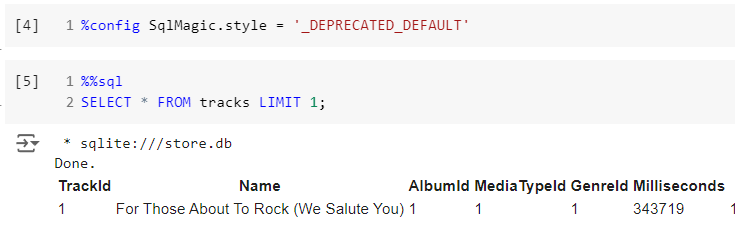 [4] 1 %config SqlMagic.style = '_DEPRECATED_DEFAULT'
[5] 1 %%sql
2 SELECT * FROM tracks LIMIT 1;
* sqlite:///store.db
Done.
TrackId Name AlbumId MediaTypeId GenreId Milliseconds
1 For Those About To Rock (We Salute You) 1 1 1 343719